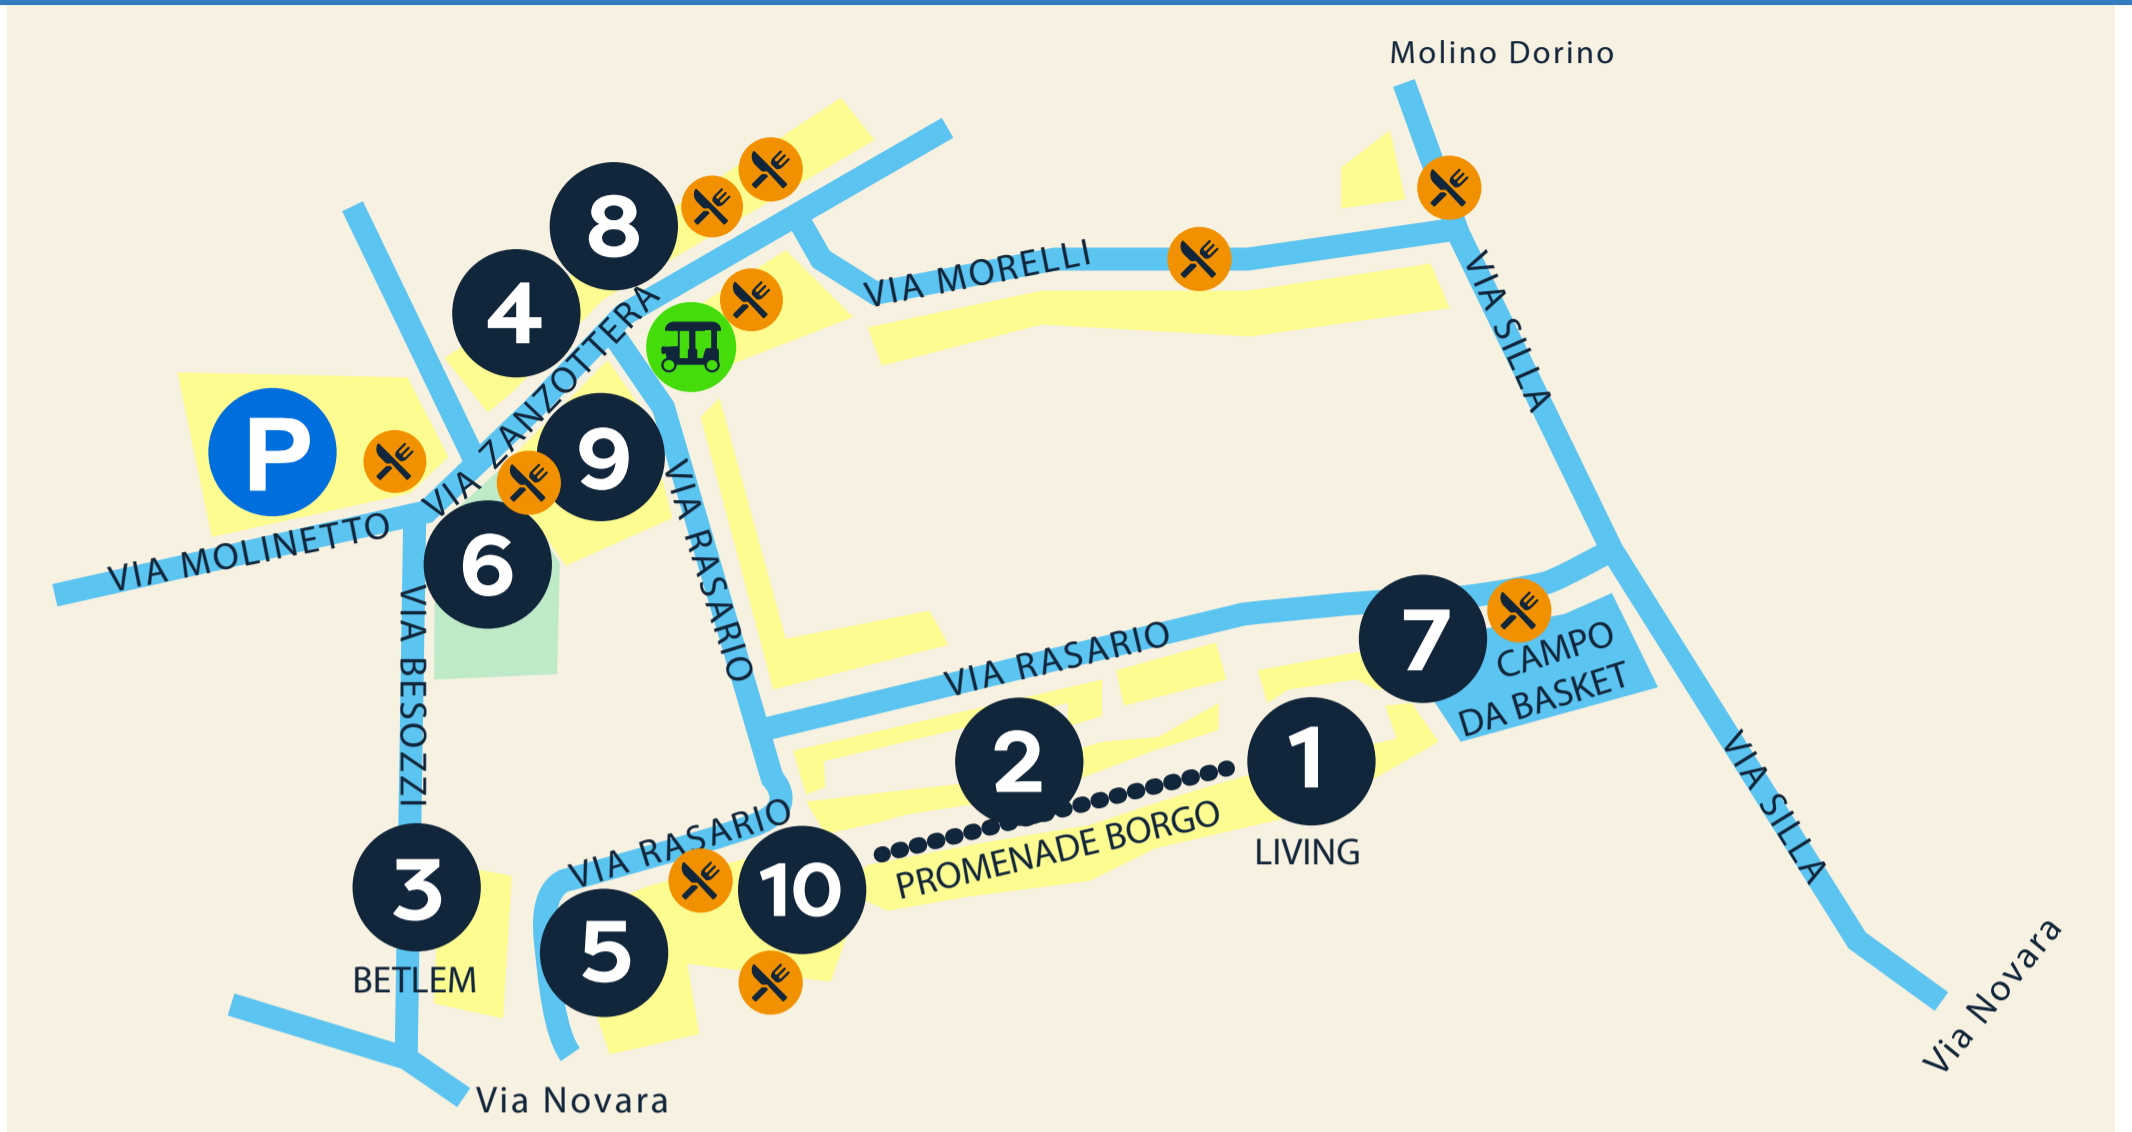 Molino Dorino
8
4
VIA MORELLI
VIA ZANZOTTERA
VIA SILLA
P
9
VIA MOLINETTO
6
VIA RASARIO
VIA BESOZZI
VIA RASARIO
7
CAMPO
DA BASKET
2
1
VIA SILLA
PROMENADE BORGO
LIVING
VIA RASARIO
3
10
5
BETLEM
Via Novara
Via Novara